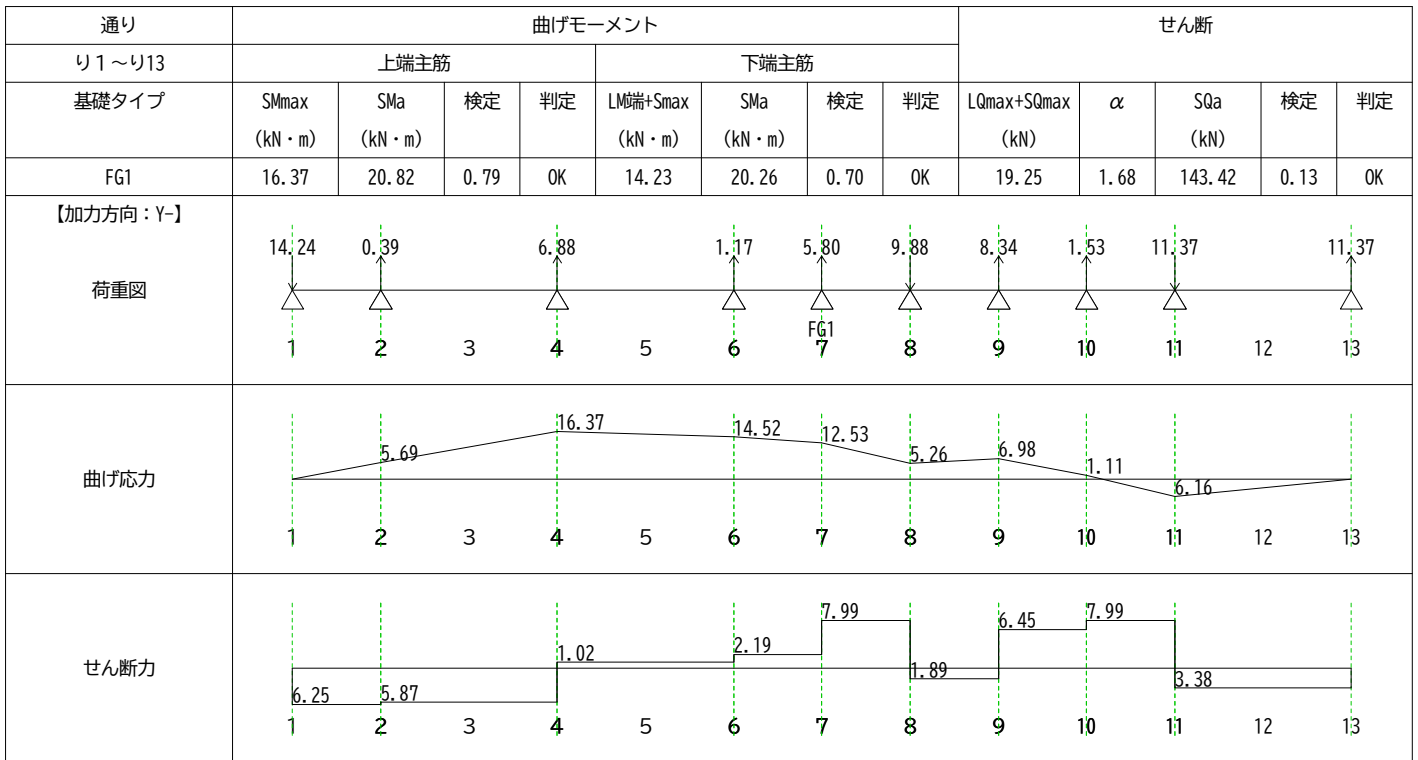 通り 曲げモーメント せん断
り１～り13 上端主筋 下端主筋
基礎タイプ SMmax SMa 検定 判定 LM端+Smax SMa 検定 判定 LQmax+SQmax α SQa 検定 判定
(kN・m) (kN・m) (kN・m) (kN・m) (kN) (kN)
FG1 16.37 20.82 0.79 OK 14.23 20.26 0.70 OK 19.25 1.68 143.42 0.13 OK
【加力方向：Y-】
14.24 0.39 6.88 1.17 5.80 9.88 8.34 1.53 11.37 11.37
荷重図
FG1
1 2 3 4 5 6 7 8 9 10 11 12 13
16.37 14.52 12.53
5.69 5.26 6.98 1.11
曲げ応力 6.16
1 2 3 4 5 6 7 8 9 10 11 12 13
7.99 6.45 7.99
1.02 2.19
せん断力 1.89 3.38
6.25 5.87
1 2 3 4 5 6 7 8 9 10 11 12 13